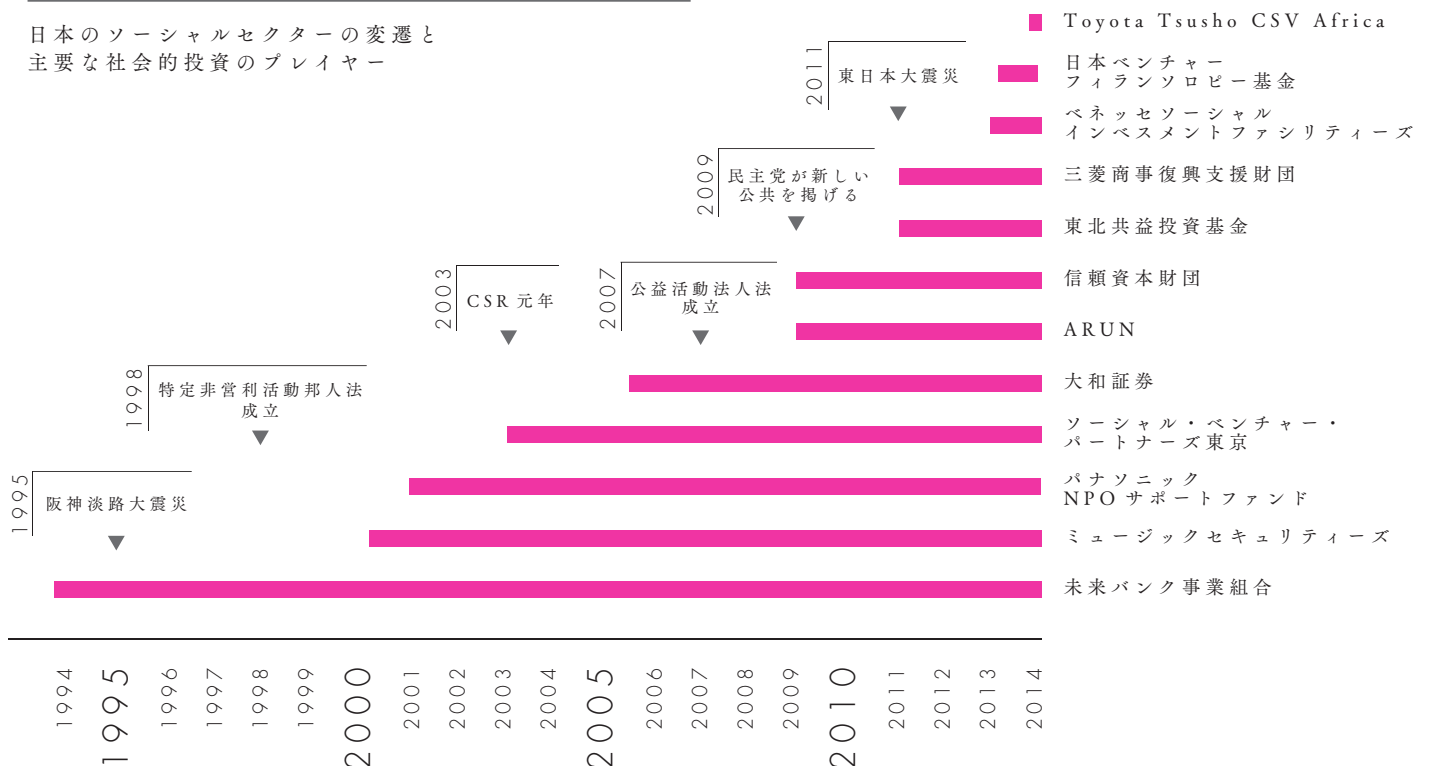 日本のソーシャルセクターの変遷と
主要な社会的投資のプレイヤー
Toyota Tsusho CSV Africa
2011
東日本大震災
日本ベンチャー
フィランソロピー基金
ベネッセソーシャル
インベスメントファシリティーズ
2009
民主党が新しい
公共を掲げる
三菱商事復興支援財団
東北共益投資基金
2003
CSR 元年
2007
公益活動法人法
成立
信頼資本財団
ARUN
1998
特定非営利活動邦人法
成立
大和証券
ソーシャル・ベンチャー・
パートナーズ東京
1995
阪神淡路大震災
パナソニック
NPO サポートファンド
ミュージックセキュリティーズ
未来バンク事業組合
1994
1995
1996
1997
1998
1999
2000
2001
2002
2003
2004
2005
2006
2007
2008
2009
2010
2011
2012
2013
2014